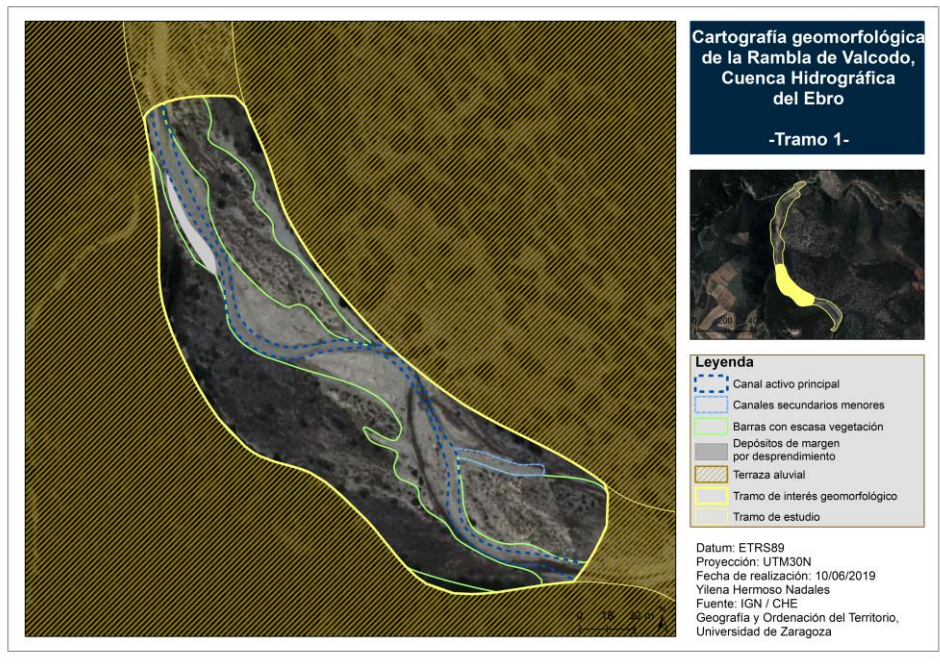 Cartografía geomorfológica
de la Rambla de Valcodo,
Cuenca Hidrográfica
del Ebro
-Tramo 1-
0 200
Leyenda
Canal activo principal
Canales secundarios menores
Barras con escasa vegetación
Depósitos de margen
por desprendimiento
Terraza aluvial
Tramo de interés geomorfológico
Tramo de estudio
Datum: ETRS89
Proyección: UTM30N
Fecha de realización: 10/06/2019
Yilena Hermoso Nadales
Fuente: IGN / CHE
Geografía y Ordenación del Territorio,
Universidad de Zaragoza
0 15 m
N